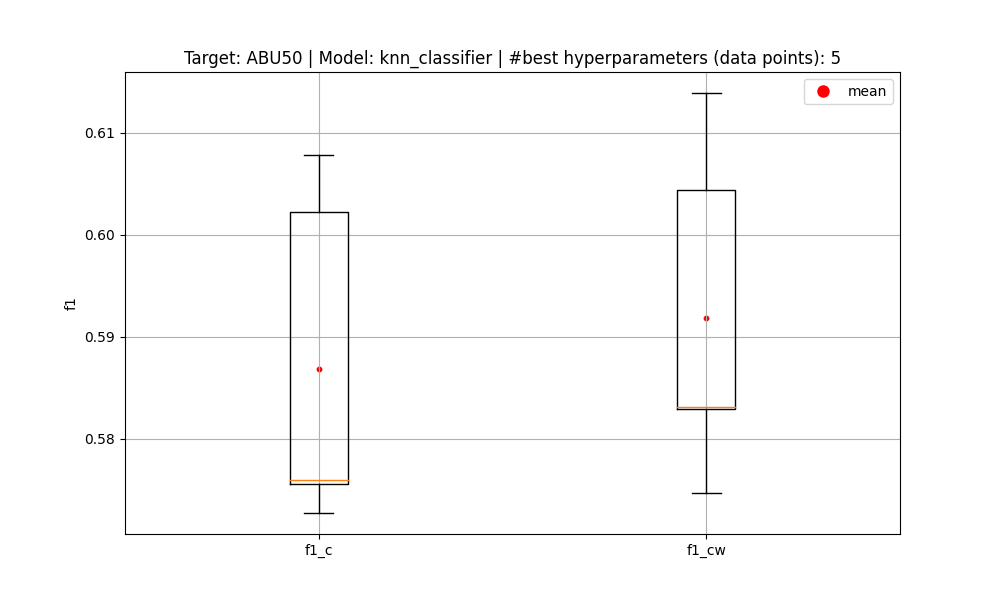 Target: ABU50 | Model: knn_classifier | #best hyperparameters (data points): 5
mean
0.61
0.60
0.59
0.58
f1
f1_c
f1_cw